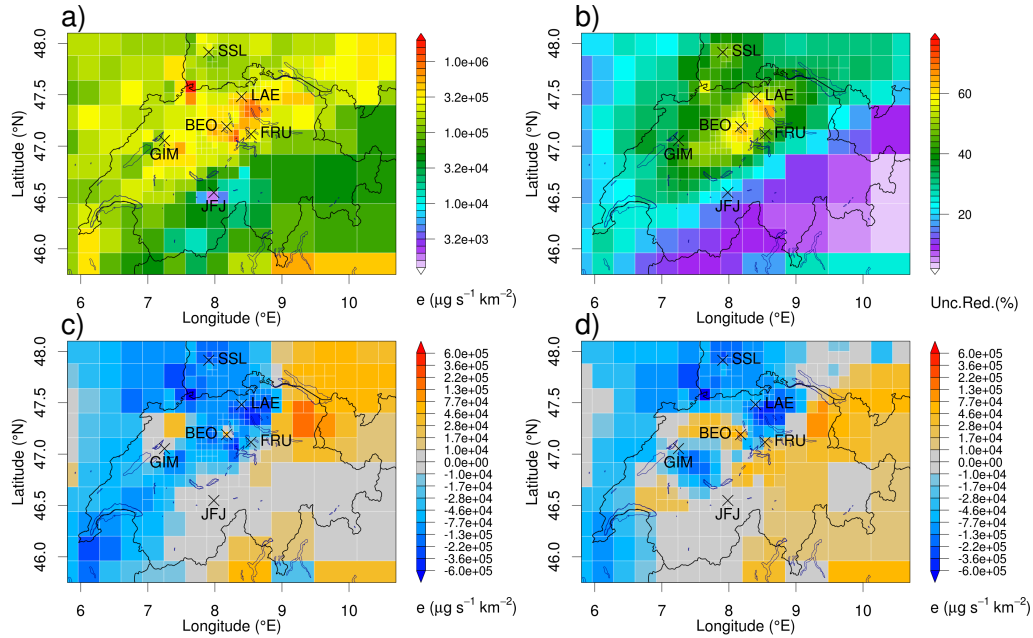 a)
48.0
47.5
47.0
46.5
46.0
Latitude (°N)
SSL
LAE
BEO
FRU
GIM
JFJ
6 7 8 9 10
Longitude (°E)
1.0e+06
3.2e+05
1.0e+05
3.2e+04
1.0e+04
3.2e+03
e (μg s−1 km−2)
b)
48.0
47.5
47.0
46.5
46.0
Latitude (°N)
SSL
LAE
BEO
FRU
GIM
JFJ
6 7 8 9 10
Longitude (°E)
60
40
20
Unc.Red.(%)
c)
48.0
47.5
47.0
46.5
46.0
Latitude (°N)
SSL
LAE
BEO
FRU
GIM
JFJ
6 7 8 9 10
Longitude (°E)
6.0e+05
3.6e+05
2.2e+05
1.3e+05
7.7e+04
4.6e+04
2.8e+04
1.7e+04
1.0e+04
0.0e+00
-1.0e+04
-1.7e+04
-2.8e+04
-4.6e+04
-7.7e+04
-1.3e+05
-2.2e+05
-3.6e+05
-6.0e+05
e (μg s−1 km−2)
d)
48.0
47.5
47.0
46.5
46.0
Latitude (°N)
SSL
LAE
BEO
FRU
GIM
JFJ
6 7 8 9 10
Longitude (°E)
6.0e+05
3.6e+05
2.2e+05
1.3e+05
7.7e+04
4.6e+04
2.8e+04
1.7e+04
1.0e+04
0.0e+00
-1.0e+04
-1.7e+04
-2.8e+04
-4.6e+04
-7.7e+04
-1.3e+05
-2.2e+05
-3.6e+05
-6.0e+05
e (μg s−1 km−2)